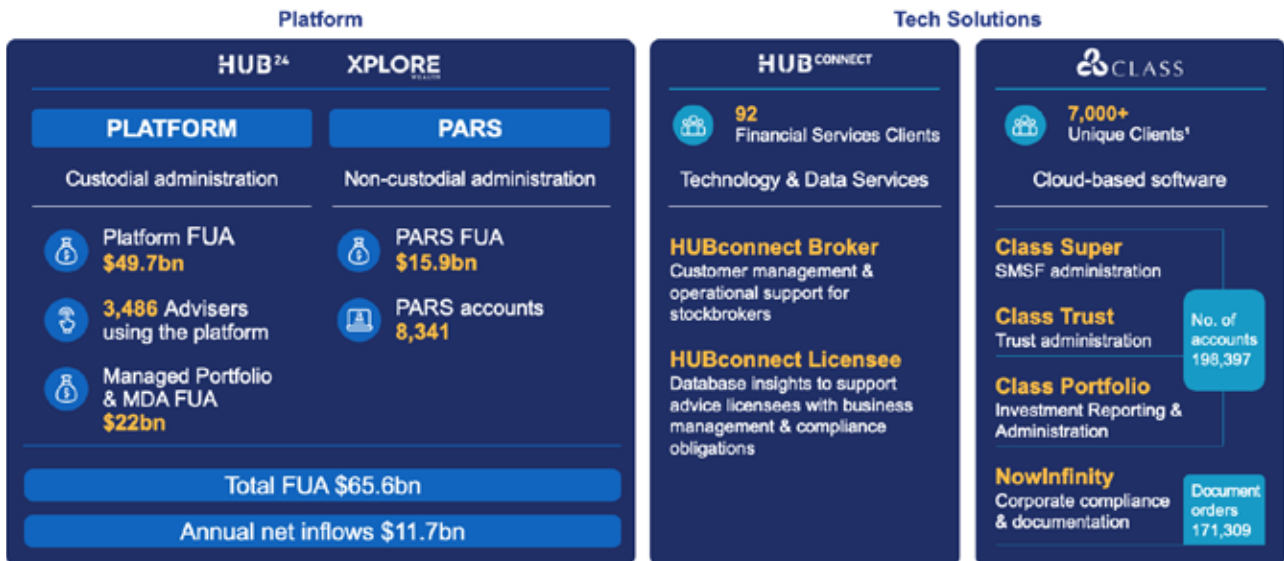 Platform
Tech Solutions
HUB24
XPLORE
WEALTH
PLATFORM
PARS
Custodial administration
Non-custodial administration
Platform FUA
$49.7bn
3,486 Advisers
using the platform
Managed Portfolio
& MDA FUA
$22bn
PARS FUA
$15.9bn
PARS accounts
8,341
Total FUA $65.6bn
Annual net inflows $11.7bn
HUBCONNECT
92
Financial Services Clients
Technology & Data Services
HUBconnect Broker
Customer management &
operational support for
stockbrokers
HUBconnect Licensee
Database insights to support
advice licensees with business
management & compliance
obligations
CLASS
7,000+
Unique Clients¹
Cloud-based software
Class Super
SMSF administration
Class Trust
Trust administration
Class Portfolio
Investment Reporting &
Administration
No. of
accounts
198,397
NowInfinity
Corporate compliance
& documentation
Document
orders
171,309